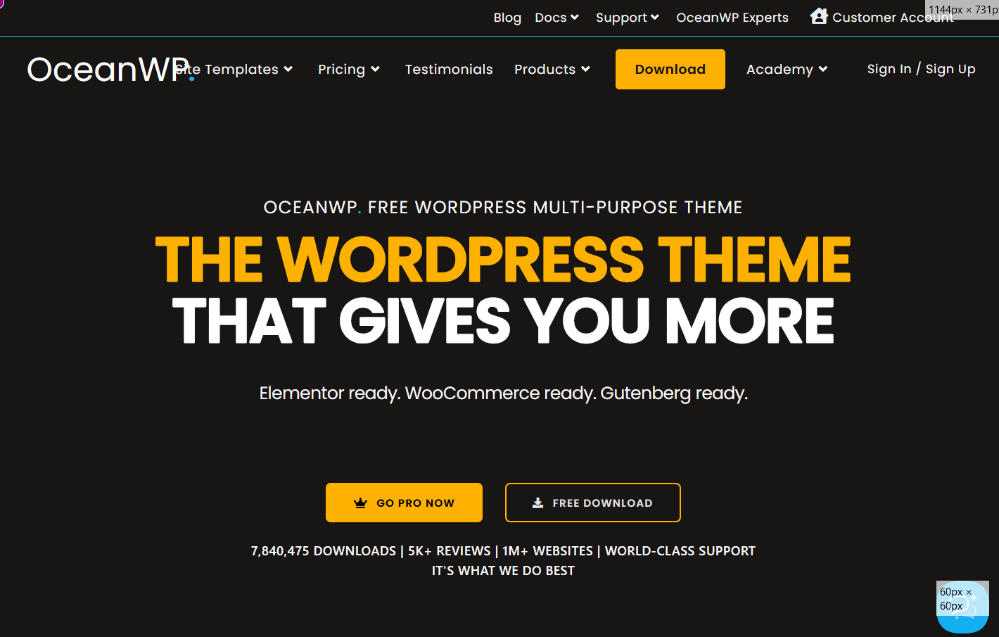 Blog Docs Support OceanWP Experts Customer Account 1144px × 731p
OceanWP. Site Templates Pricing Testimonials Products Download Academy Sign In / Sign Up
OCEANWP. FREE WORDPRESS MULTI-PURPOSE THEME
THE WORDPRESS THEME
THAT GIVES YOU MORE
Elementor ready. WooCommerce ready. Gutenberg ready.
GO PRO NOW FREE DOWNLOAD
7,840,475 DOWNLOADS | 5K+ REVIEWS | 1M+ WEBSITES | WORLD-CLASS SUPPORT
IT'S WHAT WE DO BEST
60px ×
60px